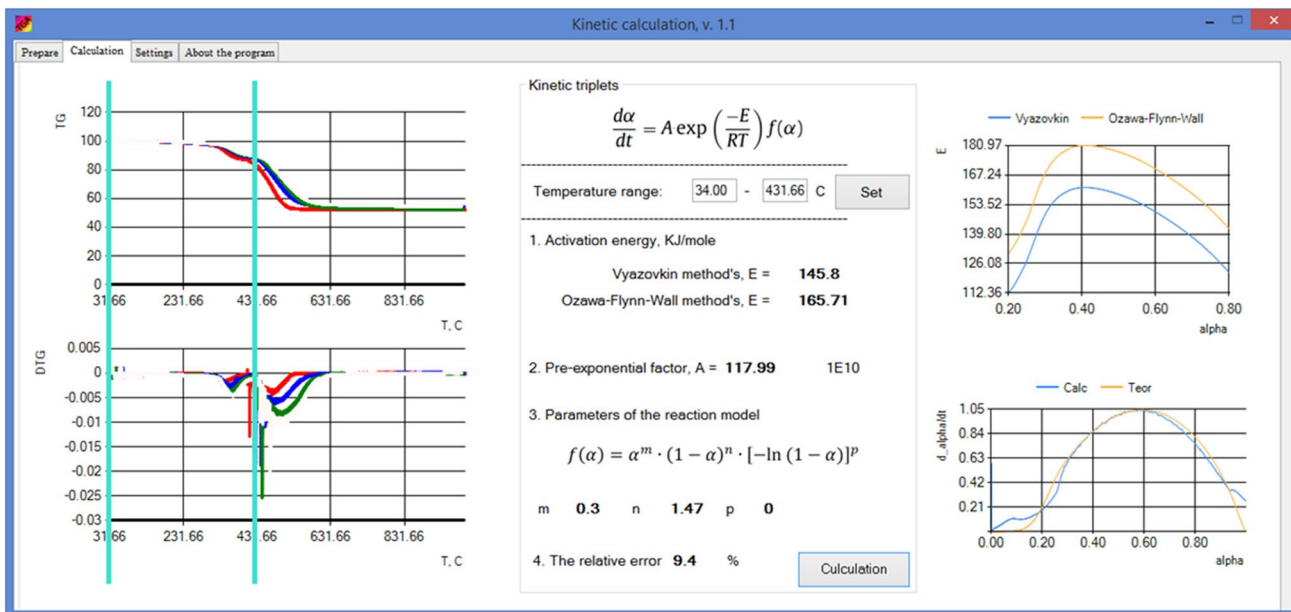 TGA
Kinetic calculation, v. 1.1
Prepare Calculation Settings About the program
TG
120
100
80
60
40
20
0
31.66 231.66 431.66 631.66 831.66
T, C
DTG
0.005
0
-0.005
-0.01
-0.015
-0.02
-0.025
-0.03
31.66 231.66 431.66 631.66 831.66
T, C
Kinetic triplets
dα/dt = A exp (−E/RT) f(α)
Temperature range: 34.00 - 431.66 C Set
1. Activation energy, KJ/mole
Vyazovkin method's, E = 145.8
Ozawa-Flynn-Wall method's, E = 165.71
2. Pre-exponential factor, A = 117.99 1E10
3. Parameters of the reaction model
f(α) = α^m · (1 − α)^n · [−ln (1 − α)]^p
m 0.3 n 1.47 p 0
4. The relative error 9.4 %
Culculation
Vyazovkin Ozawa-Flynn-Wall
E
180.97
167.24
153.52
139.80
126.08
112.36
0.20 0.40 0.60 0.80
alpha
Calc Teor
d_alpha/dt
1.05
0.84
0.63
0.42
0.21
0.00 0.20 0.40 0.60 0.80
alpha